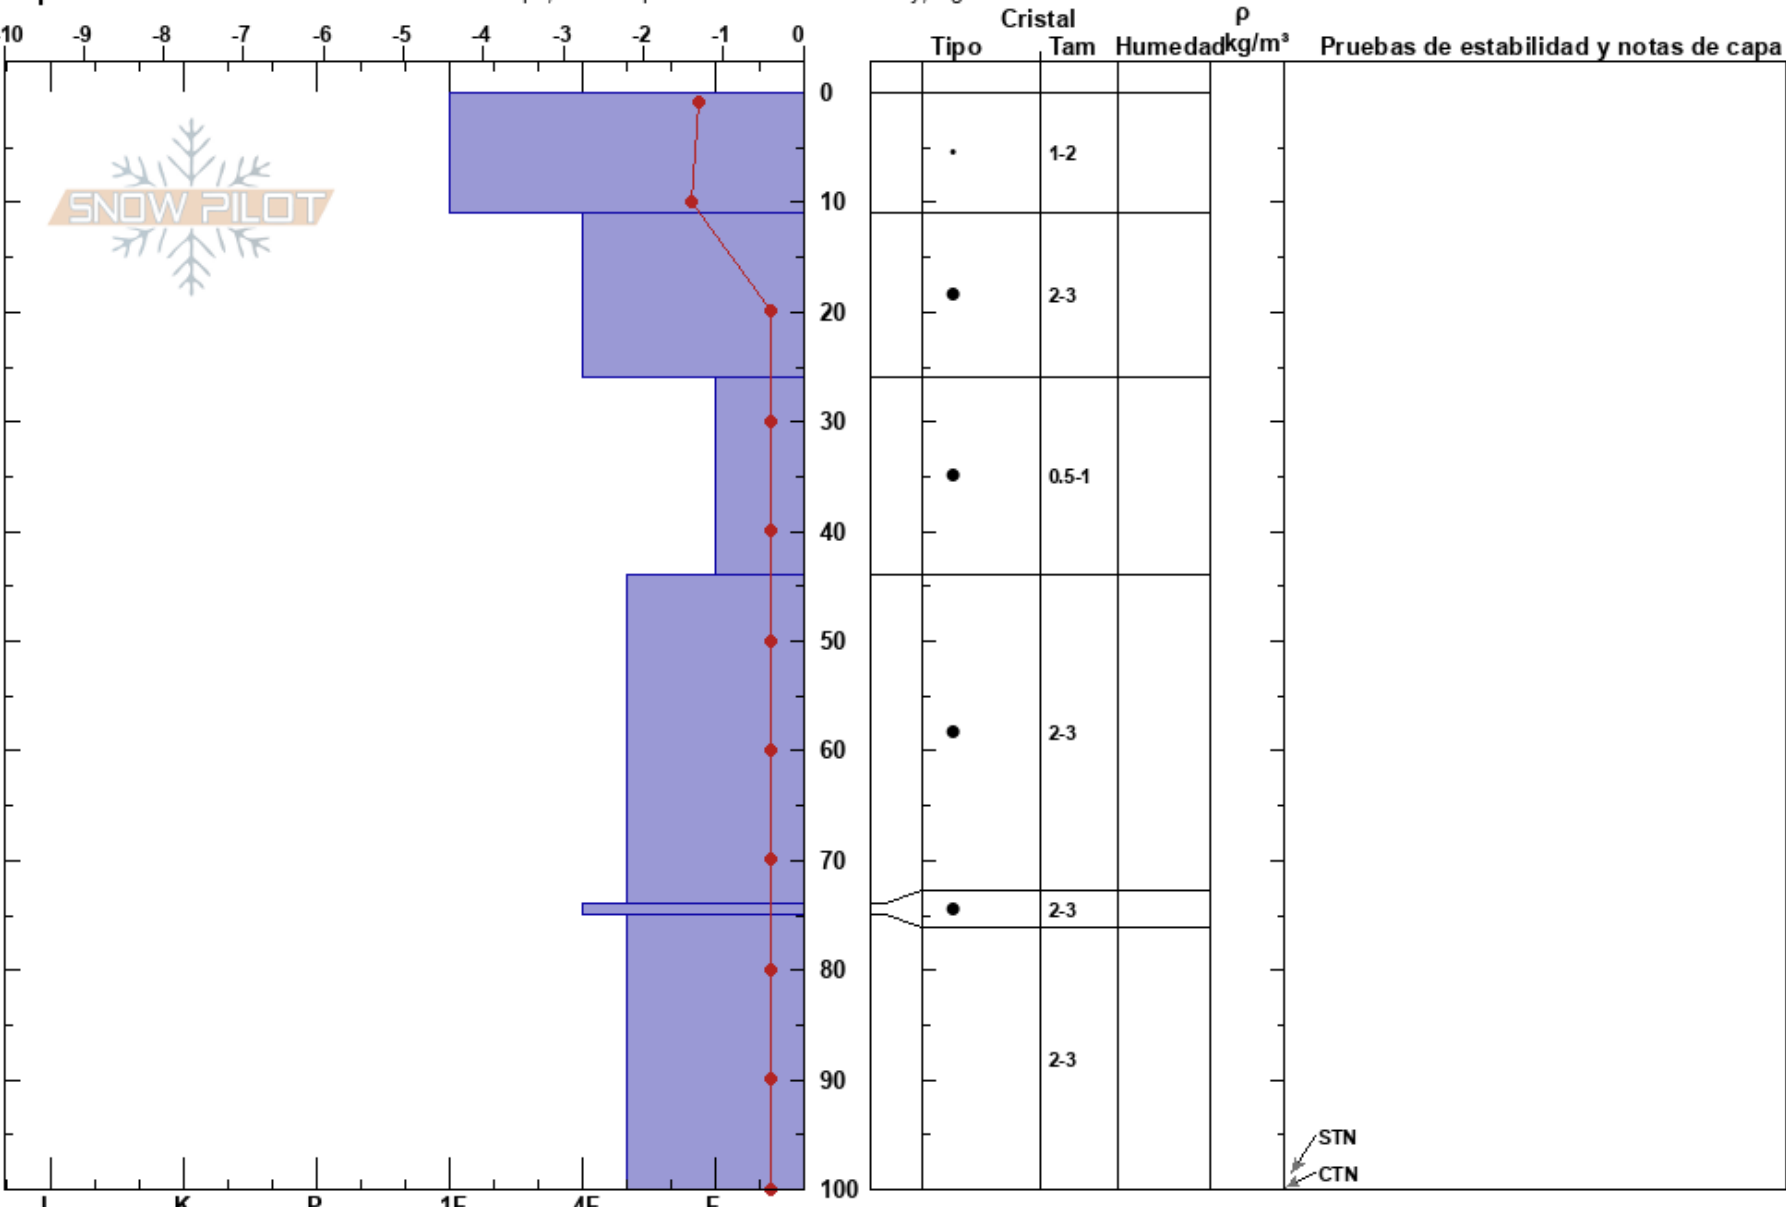 Cristal ρ
-10 -9 -8 -7 -6 -5 -4 -3 -2 -1 0 Tipo Tam Humedad kg/m³ Pruebas de estabilidad y notas de capa
0
1-2
SNOW PILOT
10
2-3
20
30
0.5-1
40
50
2-3
60
70
2-3
80
2-3
90
STN
CTN
100
I K P 1F 4F F